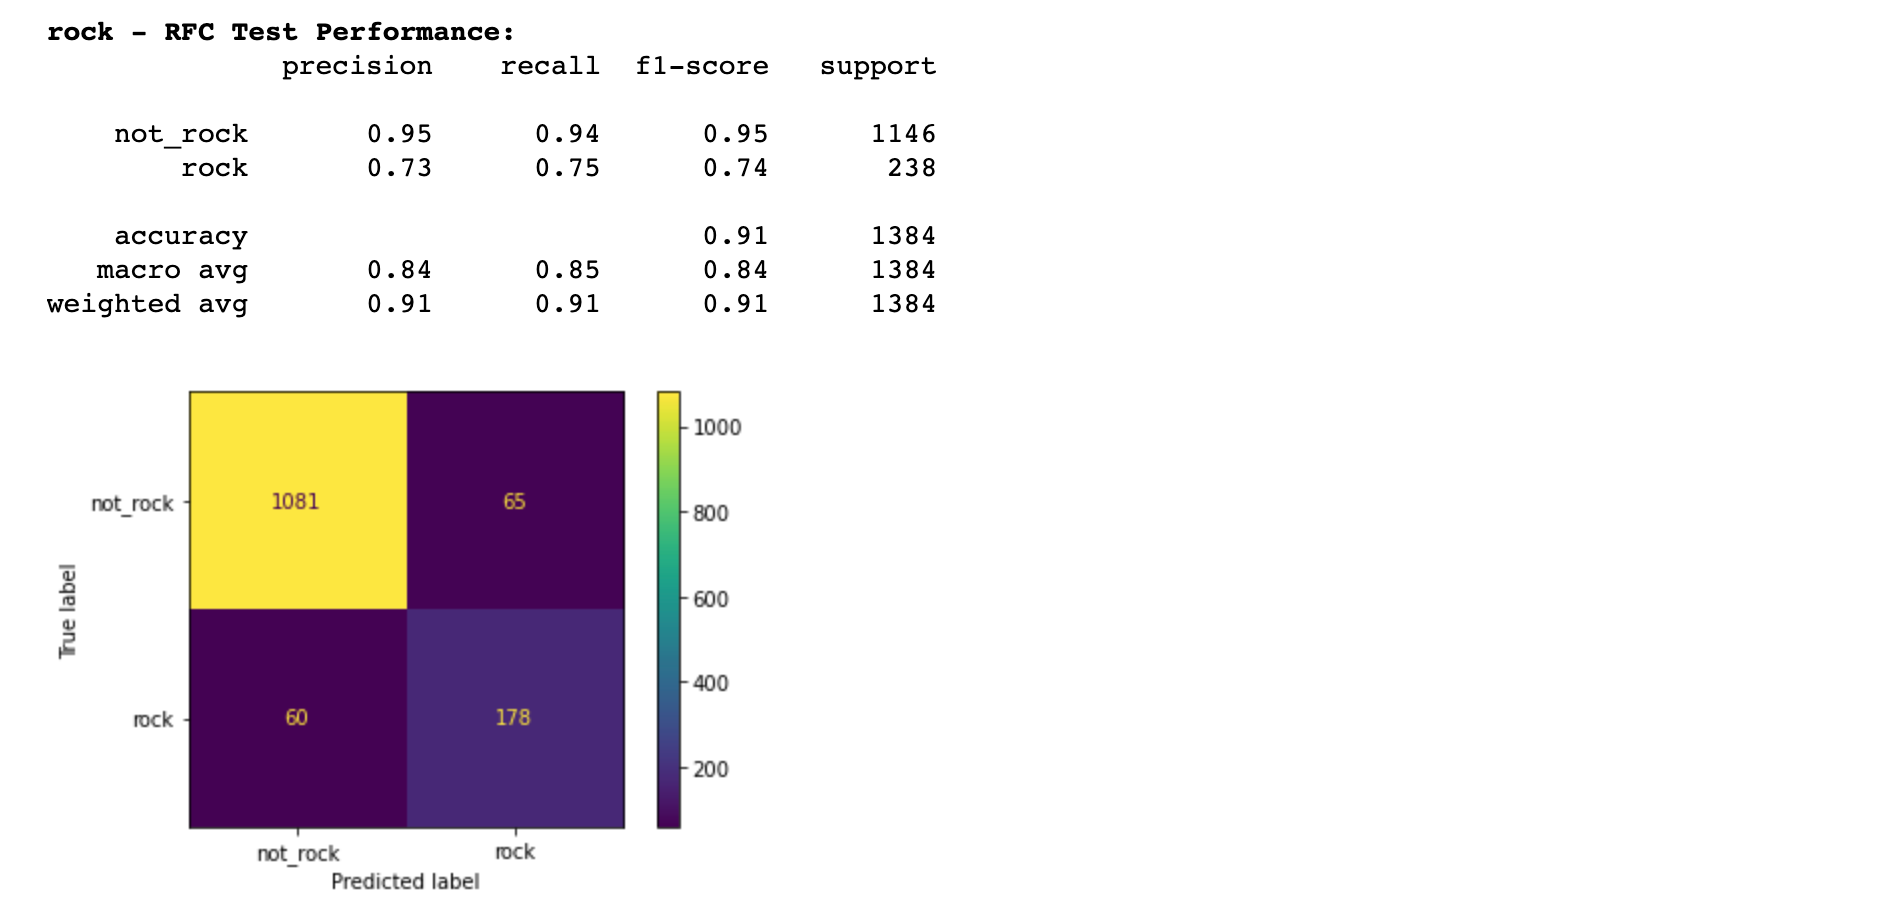 rock - RFC Test Performance:
precision recall f1-score support
not_rock 0.95 0.94 0.95 1146
rock 0.73 0.75 0.74 238
accuracy 0.91 1384
macro avg 0.84 0.85 0.84 1384
weighted avg 0.91 0.91 0.91 1384
1000
not_rock 1081 65
800
True label
600
400
rock 60 178
200
not_rock rock
Predicted label